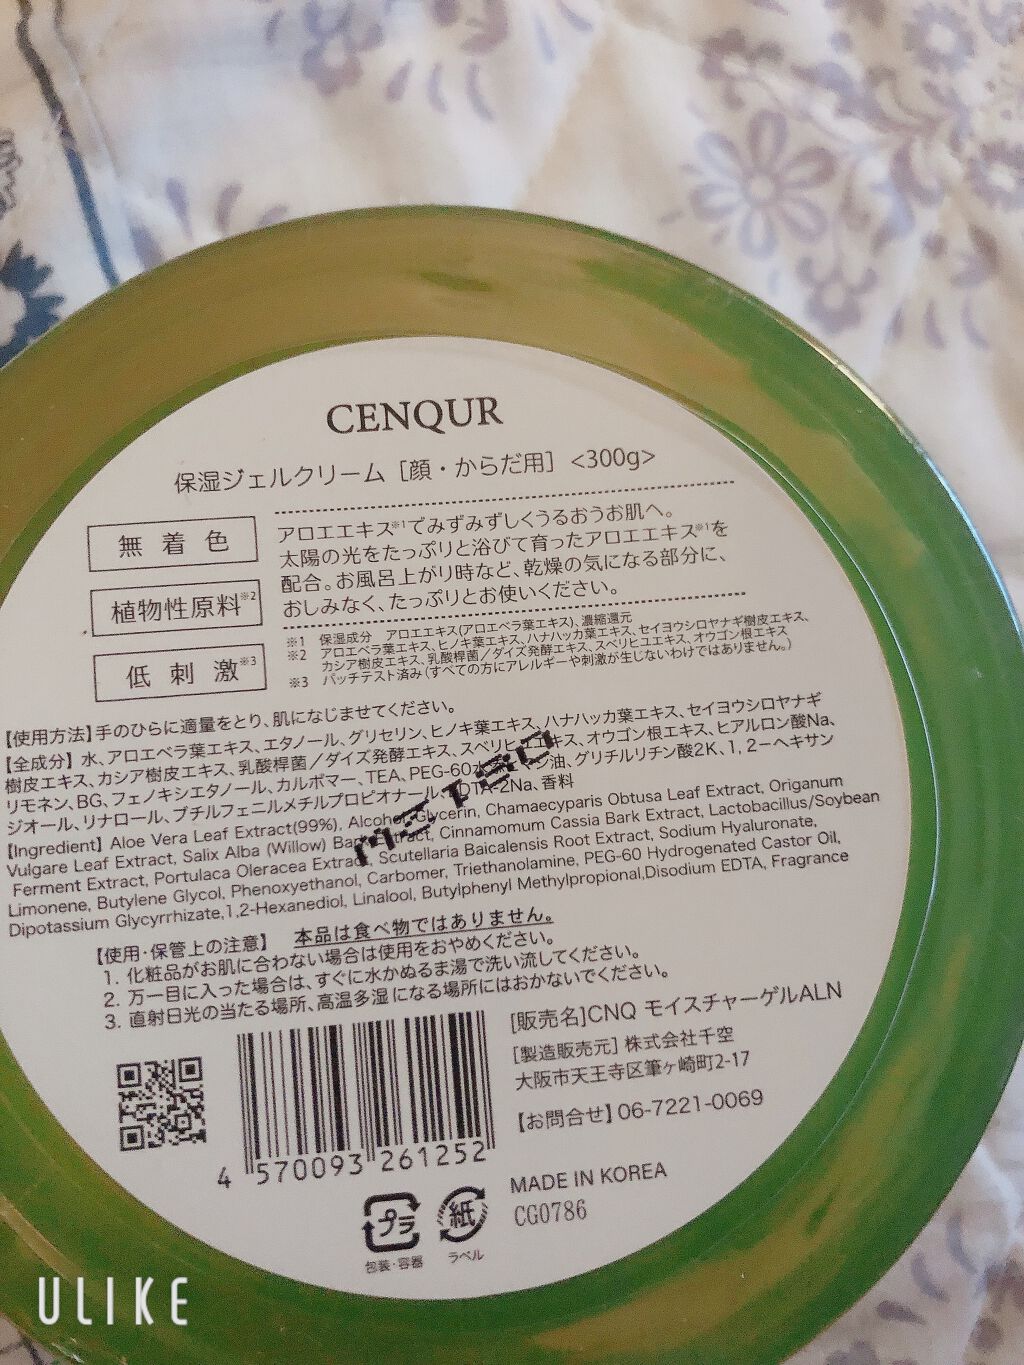 CENQUR
保湿ジェルクリーム［顔・からだ用］<300g>
無着色
植物性原料※2
低刺激※3
アロエエキス※1でみずみずしくうるおうお肌へ。
太陽の光をたっぷりと浴びて育ったアロエエキス※1を
配合。お風呂上がり時など、乾燥の気になる部分に、
おしみなく、たっぷりとお使いください。
※1 保湿成分 アロエエキス(アロエベラ葉エキス)、濃縮還元
※2 アロエベラ葉エキス、ヒノキ葉エキス、ハナハッカ葉エキス、セイヨウシロヤナギ樹皮エキス、
カシア樹皮エキス、乳酸桿菌／ダイズ発酵エキス、スベリヒユエキス、オウゴン根エキス
※3 パッチテスト済み(すべての方にアレルギーや刺激が生じないわけではありません。)
【使用方法】手のひらに適量をとり、肌になじませてください。
【全成分】水、アロエベラ葉エキス、エタノール、グリセリン、ヒノキ葉エキス、ハナハッカ葉エキス、セイヨウシロヤナギ
樹皮エキス、カシア樹皮エキス、乳酸桿菌／ダイズ発酵エキス、スベリヒユエキス、オウゴン根エキス、ヒアルロン酸Na、
リモネン、BG、フェノキシエタノール、カルボマー、TEA、PEG-60水 マン油、グリチルリチン酸2K、1,2－ヘキサン
ジオール、リナロール、ブチルフェニルメチルプロピオナール、EDTA-2Na、香料
【Ingredient】Aloe Vera Leaf Extract(99%), Alcohol, Glycerin, Chamaecyparis Obtusa Leaf Extract, Origanum
Vulgare Leaf Extract, Salix Alba (Willow) Bark Extract, Cinnamomum Cassia Bark Extract, Lactobacillus/Soybean
Ferment Extract, Portulaca Oleracea Extract, Scutellaria Baicalensis Root Extract, Sodium Hyaluronate,
Limonene, Butylene Glycol, Phenoxyethanol, Carbomer, Triethanolamine, PEG-60 Hydrogenated Castor Oil,
Dipotassium Glycyrrhizate,1,2-Hexanediol, Linalool, Butylphenyl Methylpropional,Disodium EDTA, Fragrance
【使用・保管上の注意】 本品は食べ物ではありません。
1. 化粧品がお肌に合わない場合は使用をおやめください。
2. 万一目に入った場合は、すぐに水かぬるま湯で洗い流してください。
3. 直射日光の当たる場所、高温多湿になる場所にはおかないでください。
[販売名]CNQ モイスチャーゲルALN
[製造販売元] 株式会社千空
大阪市天王寺区筆ヶ崎町2-17
【お問合せ】06-7221-0069
4 570093 261252
MADE IN KOREA
CG0786
プラ
包装・容器
紙
ラベル
ULIKE